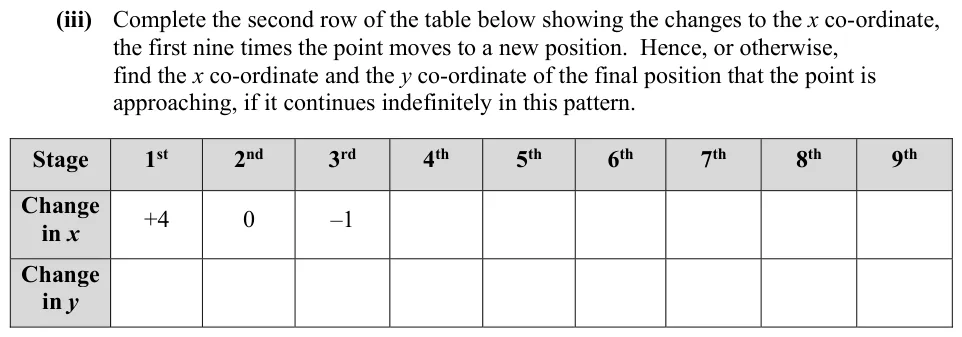 (iii) Complete the second row of the table below showing the changes to the x co-ordinate,
the first nine times the point moves to a new position. Hence, or otherwise,
find the x co-ordinate and the y co-ordinate of the final position that the point is
approaching, if it continues indefinitely in this pattern.
Stage 1st 2nd 3rd 4th 5th 6th 7th 8th 9th
Change
in x +4 0 –1
Change
in y